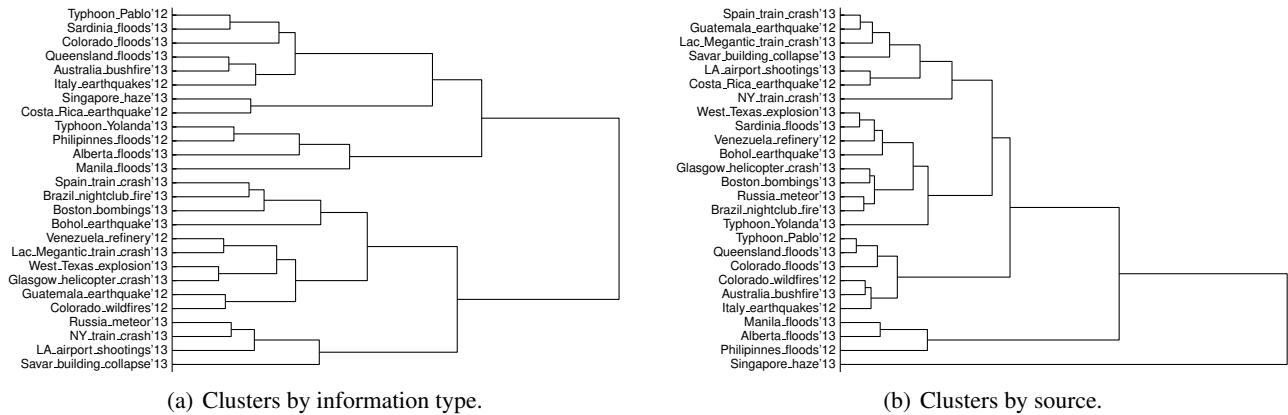 Typhoon_Pablo'12
Sardinia_floods'13
Colorado_floods'13
Queensland_floods'13
Australia_bushfire'13
Italy_earthquakes'12
Singapore_haze'13
Costa_Rica_earthquake'12
Typhoon_Yolanda'13
Philipinnes_floods'12
Alberta_floods'13
Manila_floods'13
Spain_train_crash'13
Brazil_nightclub_fire'13
Boston_bombings'13
Bohol_earthquake'13
Venezuela_refinery'12
Lac_Megantic_train_crash'13
West_Texas_explosion'13
Glasgow_helicopter_crash'13
Guatemala_earthquake'12
Colorado_wildfires'12
Russia_meteor'13
NY_train_crash'13
LA_airport_shootings'13
Savar_building_collapse'13
(a) Clusters by information type.
Spain_train_crash'13
Guatemala_earthquake'12
Lac_Megantic_train_crash'13
Savar_building_collapse'13
LA_airport_shootings'13
Costa_Rica_earthquake'12
NY_train_crash'13
West_Texas_explosion'13
Sardinia_floods'13
Venezuela_refinery'12
Bohol_earthquake'13
Glasgow_helicopter_crash'13
Boston_bombings'13
Russia_meteor'13
Brazil_nightclub_fire'13
Typhoon_Yolanda'13
Typhoon_Pablo'12
Queensland_floods'13
Colorado_floods'13
Colorado_wildfires'12
Australia_bushfire'13
Italy_earthquakes'12
Manila_floods'13
Alberta_floods'13
Philipinnes_floods'12
Singapore_haze'13
(b) Clusters by source.